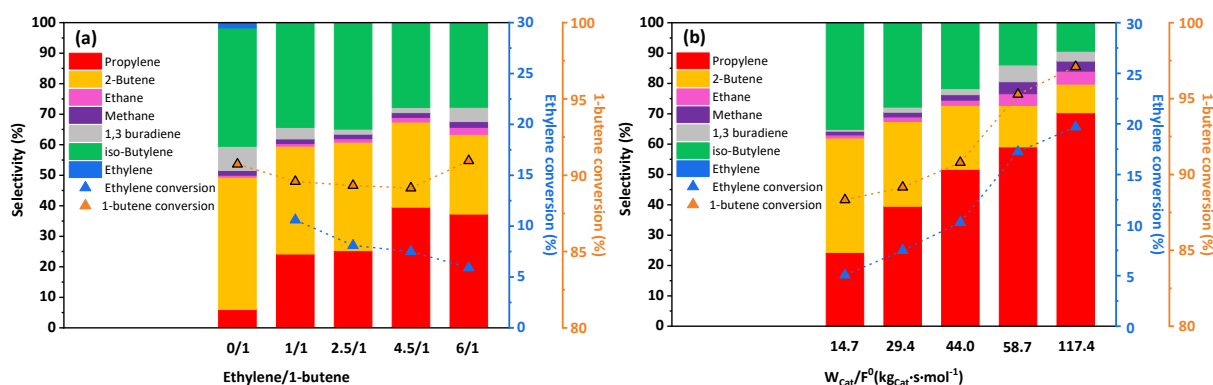 (a)
Selectivity (%)
100
90
80
70
60
50
40
30
20
10
0
Propylene
2-Butene
Ethane
Methane
1,3 buradiene
iso-Butylene
Ethylene
Ethylene conversion
1-butene conversion
0/1 1/1 2.5/1 4.5/1 6/1
Ethylene/1-butene
30
25
20
15
10
5
0
Ethylene conversion (%)
100
95
90
85
80
1-butene conversion (%)
(b)
Selectivity (%)
100
90
80
70
60
50
40
30
20
10
0
Propylene
2-Butene
Ethane
Methane
1,3 buradiene
iso-Butylene
Ethylene
Ethylene conversion
1-butene conversion
14.7 29.4 44.0 58.7 117.4
W_Cat/F⁰(kg_Cat·s·mol⁻¹)
30
25
20
15
10
5
0
Ethylene conversion (%)
100
95
90
85
80
1-butene conversion (%)